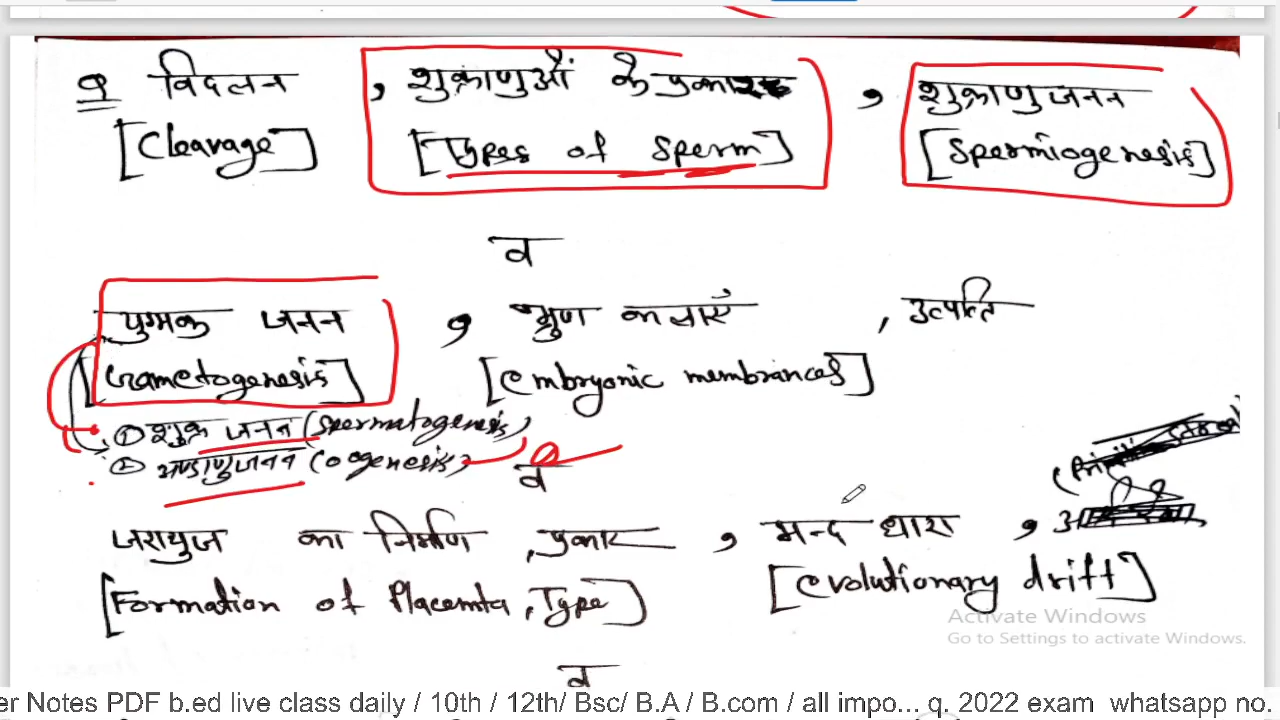 Q विदलन , शुक्राणुओं के प्रकार , शुक्राणुजनन
[Cleavage] [Types of Sperm] [Spermiogenesis]
व
युग्मक जनन , भ्रुण कलाएँ , उत्पत्ति
[Gametogenesis] [embryonic membranes]
① शुक्र जनन (Spermatogenesis)
② अण्डाणुजनन (oogenesis)
व
जरायुज का निर्माण , प्रकार , मन्द धारा ,
[Formation of Placenta, Type] [evolutionary drift]
Activate Windows
Go to Settings to activate Windows.
व
er Notes PDF b.ed live class daily / 10th / 12th/ Bsc/ B.A / B.com / all impo... q. 2022 exam whatsapp no.